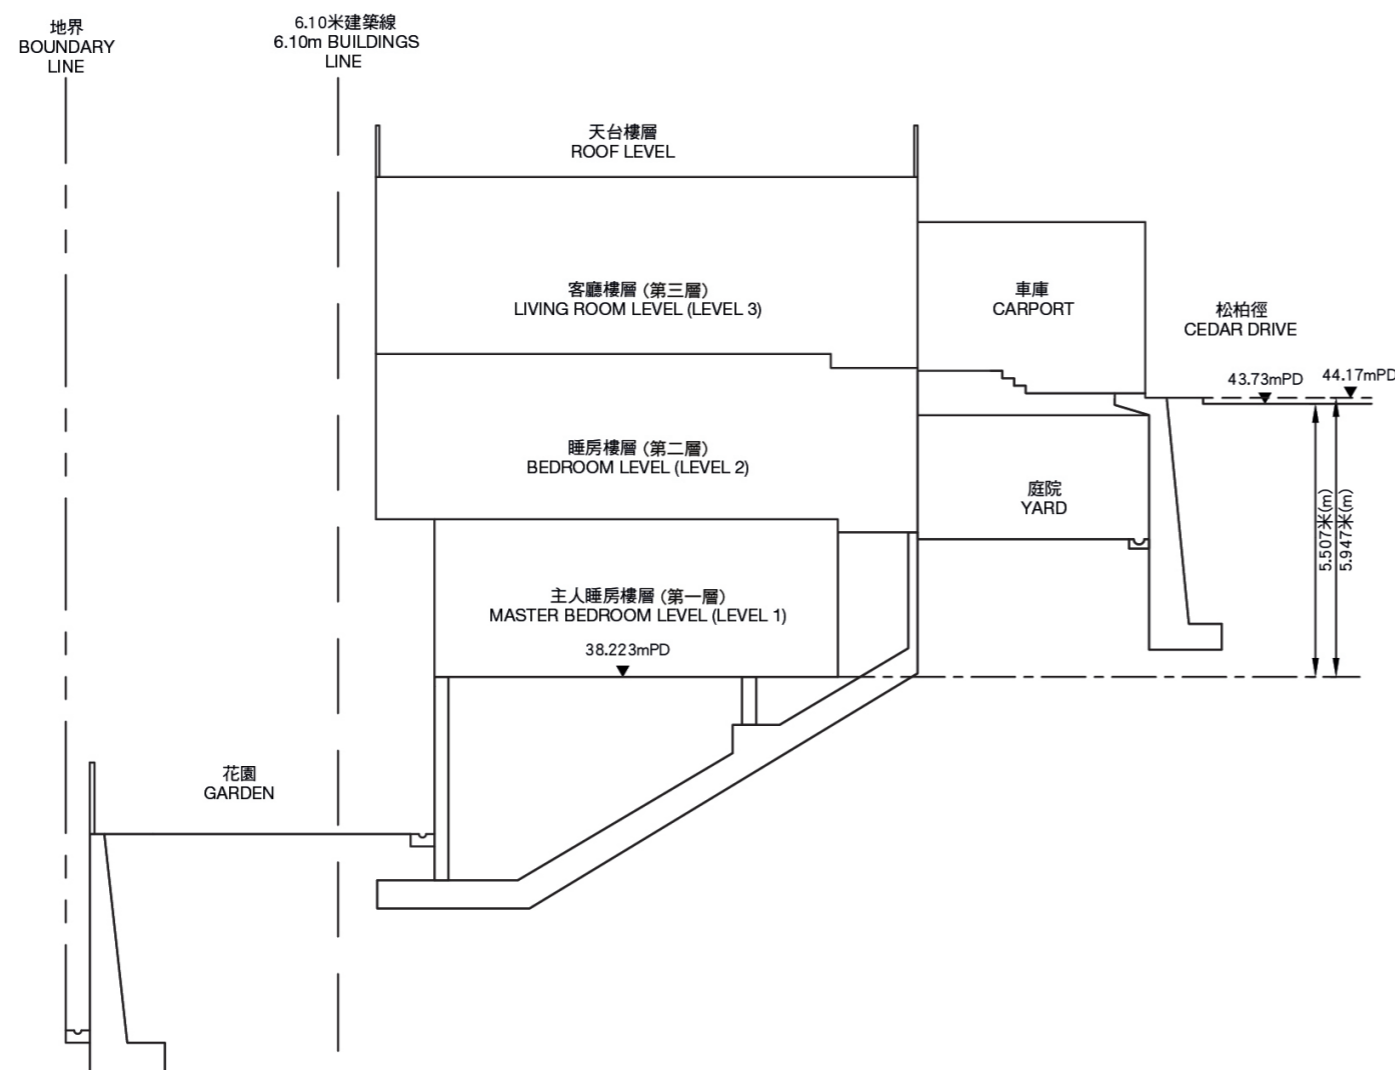 地界
BOUNDARY
LINE
6.10米建築線
6.10m BUILDINGS
LINE
天台樓層
ROOF LEVEL
客廳樓層 (第三層)
LIVING ROOM LEVEL (LEVEL 3)
車庫
CARPORT
松柏徑
CEDAR DRIVE
43.73mPD
44.17mPD
睡房樓層 (第二層)
BEDROOM LEVEL (LEVEL 2)
庭院
YARD
5.507米(m)
5.947米(m)
主人睡房樓層 (第一層)
MASTER BEDROOM LEVEL (LEVEL 1)
38.223mPD
花園
GARDEN